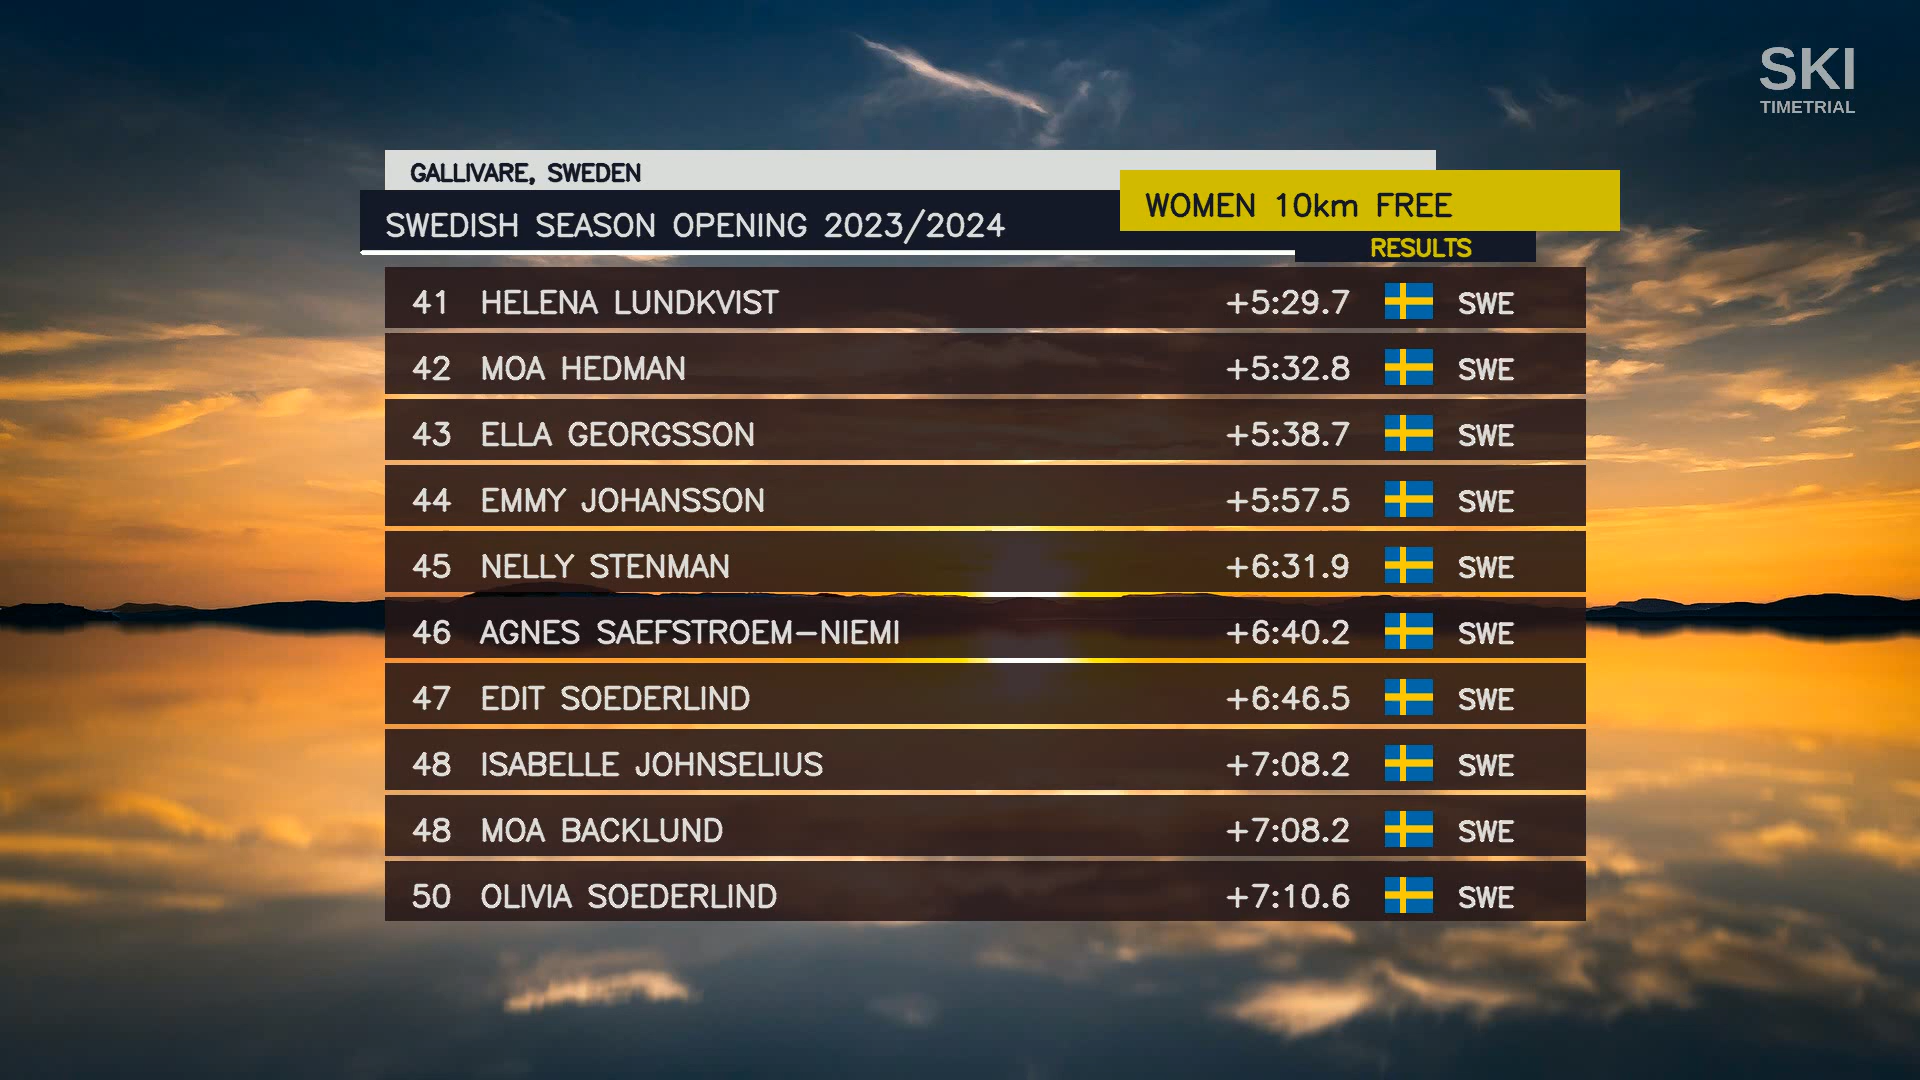 SKI
TIMETRIAL
GALLIVARE, SWEDEN
SWEDISH SEASON OPENING 2023/2024
WOMEN 10km FREE
RESULTS
41 HELENA LUNDKVIST +5:29.7 SWE
42 MOA HEDMAN +5:32.8 SWE
43 ELLA GEORGSSON +5:38.7 SWE
44 EMMY JOHANSSON +5:57.5 SWE
45 NELLY STENMAN +6:31.9 SWE
46 AGNES SAEFSTROEM-NIEMI +6:40.2 SWE
47 EDIT SOEDERLIND +6:46.5 SWE
48 ISABELLE JOHNSELIUS +7:08.2 SWE
48 MOA BACKLUND +7:08.2 SWE
50 OLIVIA SOEDERLIND +7:10.6 SWE